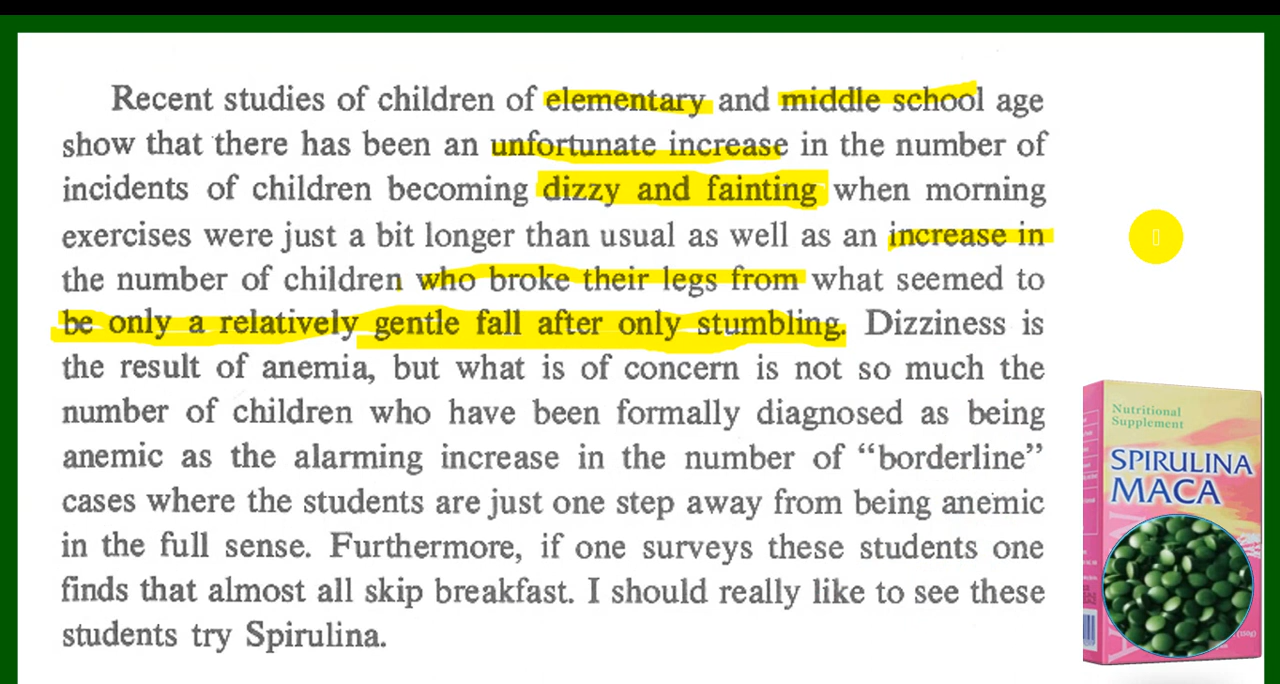 Recent studies of children of elementary and middle school age
show that there has been an unfortunate increase in the number of
incidents of children becoming dizzy and fainting when morning
exercises were just a bit longer than usual as well as an increase in
the number of children who broke their legs from what seemed to
be only a relatively gentle fall after only stumbling. Dizziness is
the result of anemia, but what is of concern is not so much the
number of children who have been formally diagnosed as being
anemic as the alarming increase in the number of “borderline”
cases where the students are just one step away from being anemic
in the full sense. Furthermore, if one surveys these students one
finds that almost all skip breakfast. I should really like to see these
students try Spirulina.
Nutritional
Supplement
SPIRULINA
MACA